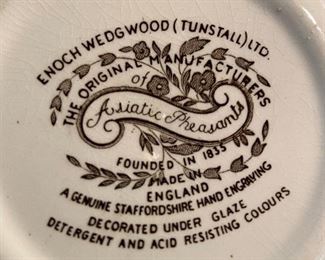 ENOCH WEDGWOOD (TUNSTALL) LTD.
THE ORIGINAL MANUFACTURERS
of
Asiatic Pheasants
FOUNDED IN 1835
MADE IN
ENGLAND
A GENUINE STAFFORDSHIRE HAND ENGRAVING
DECORATED UNDER GLAZE
DETERGENT AND ACID RESISTING COLOURS